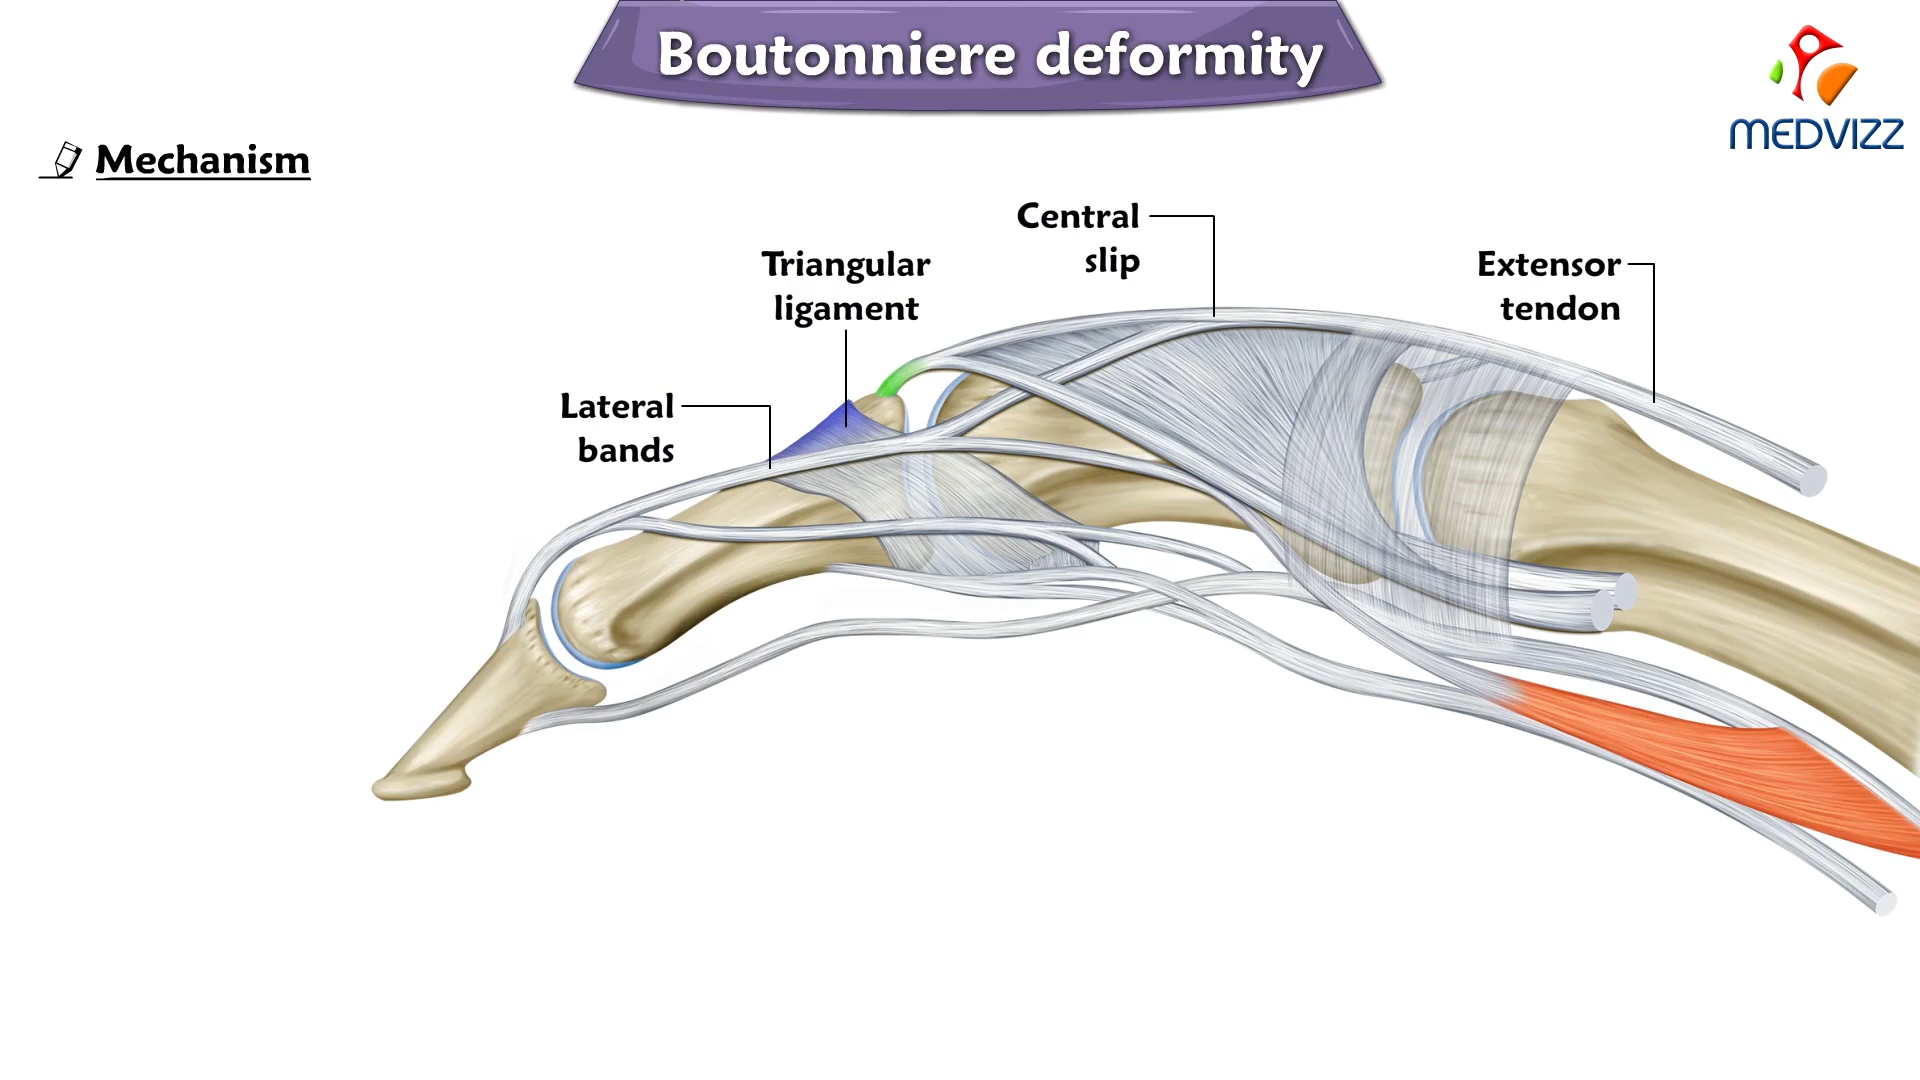 Boutonniere deformity
MEDVIZZ
Mechanism
Central
slip
Triangular
ligament
Extensor
tendon
Lateral
bands